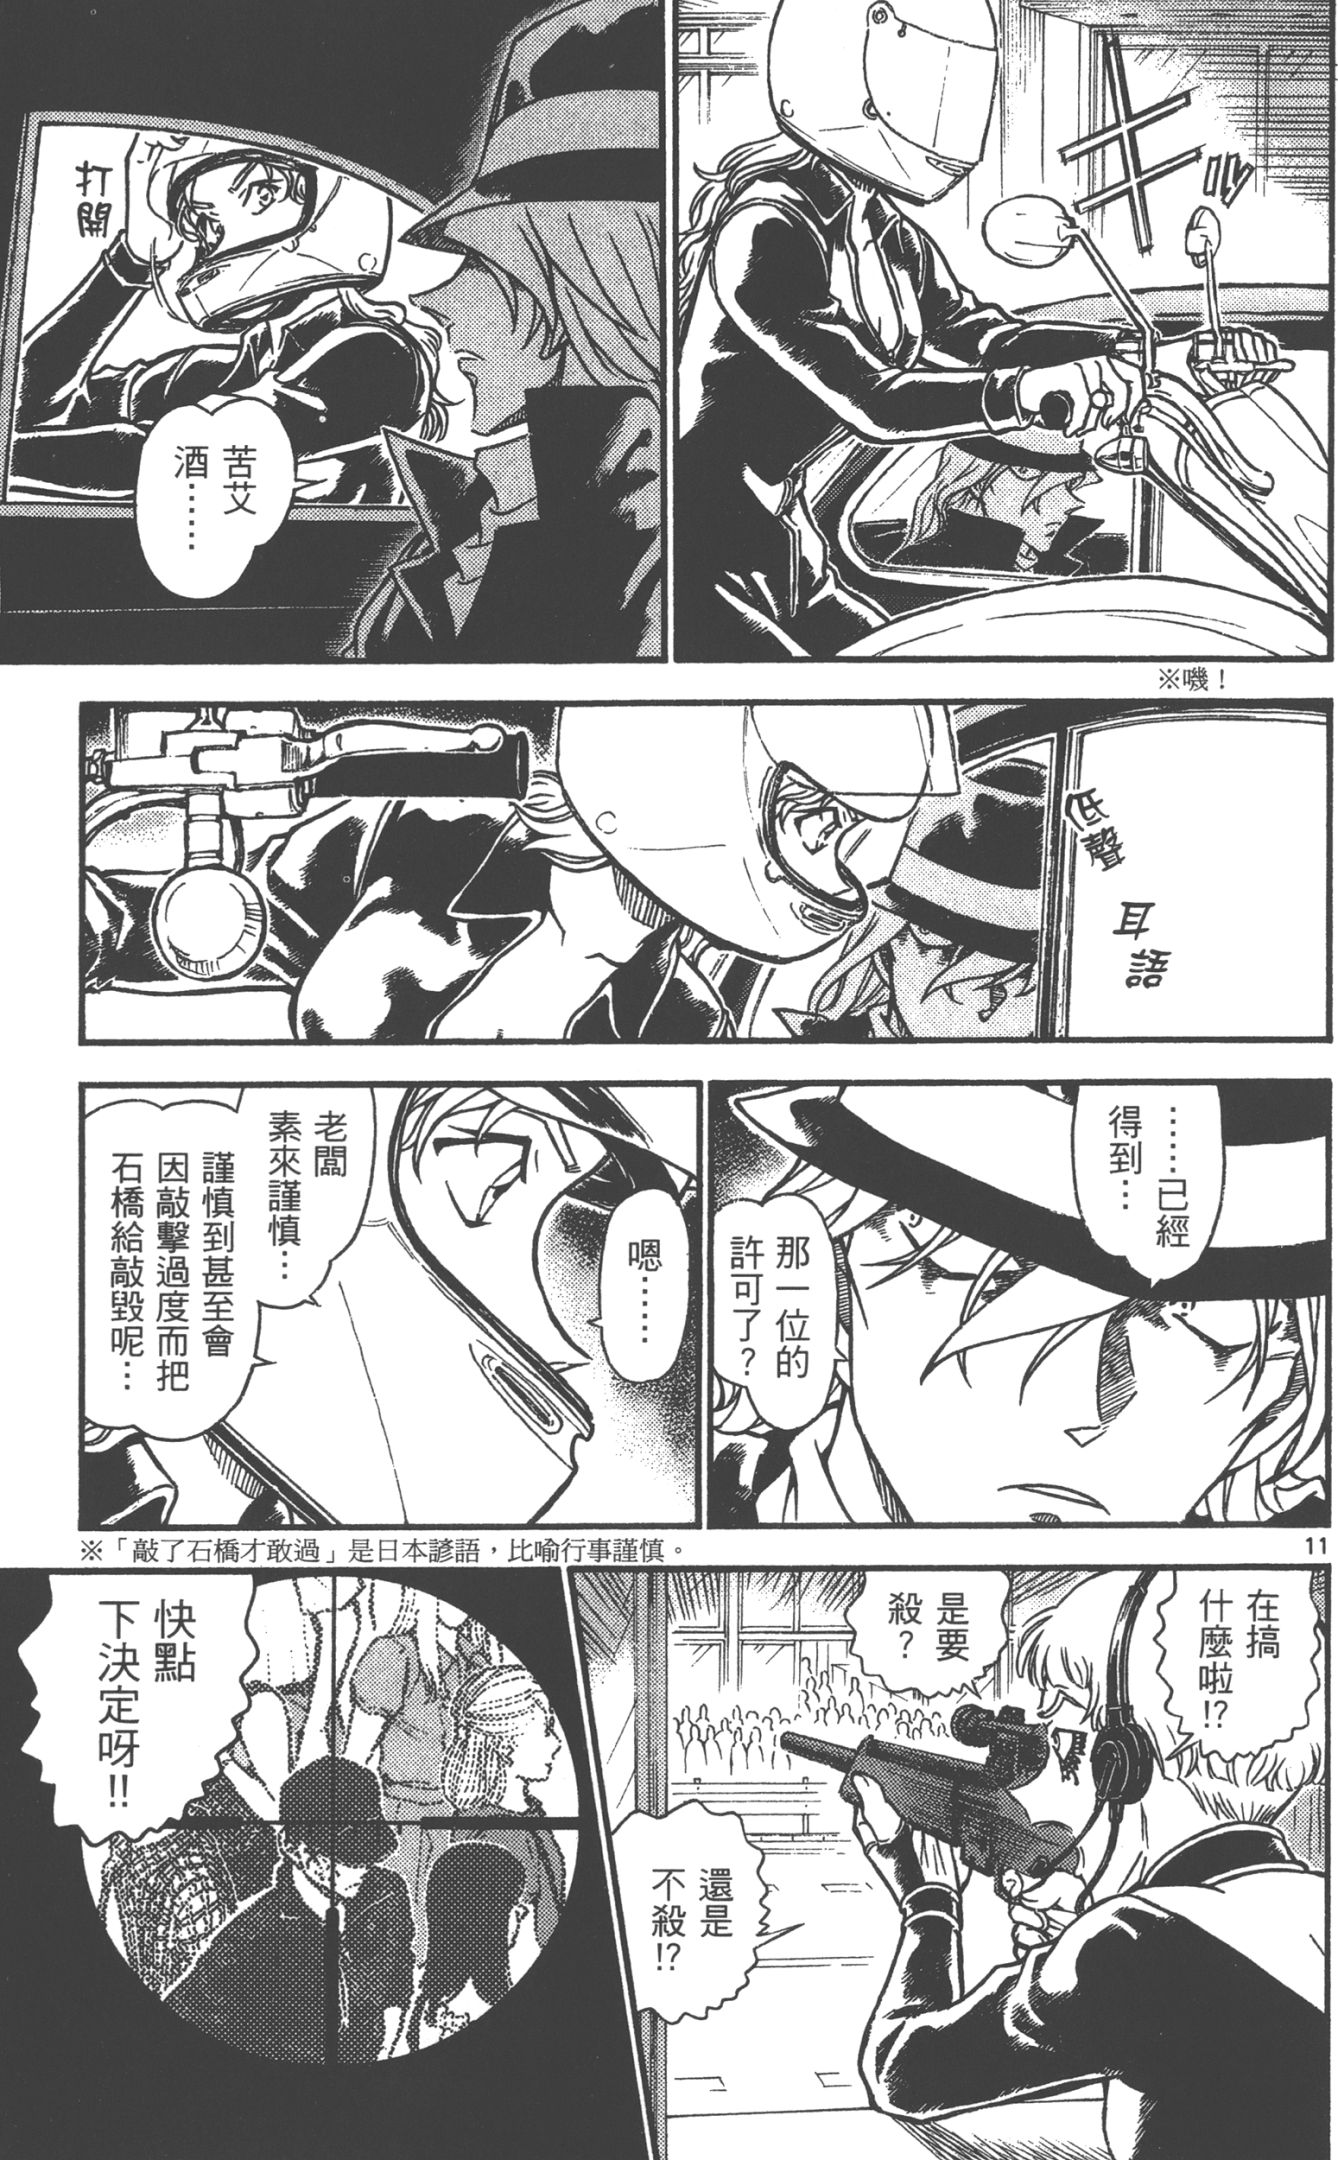 キ
ル
※嘰！
打開
苦艾
酒……
低聲
耳語
……已經
得到…
那一位的
許可了？
嗯……
老闆
素來謹慎…
謹慎到甚至會
因敲擊過度而把
石橋給敲毀呢…
※「敲了石橋才敢過」是日本諺語，比喻行事謹慎。
11
在搞
什麼啦!?
是要
殺？
還是
不殺!?
快點
下決定呀!!